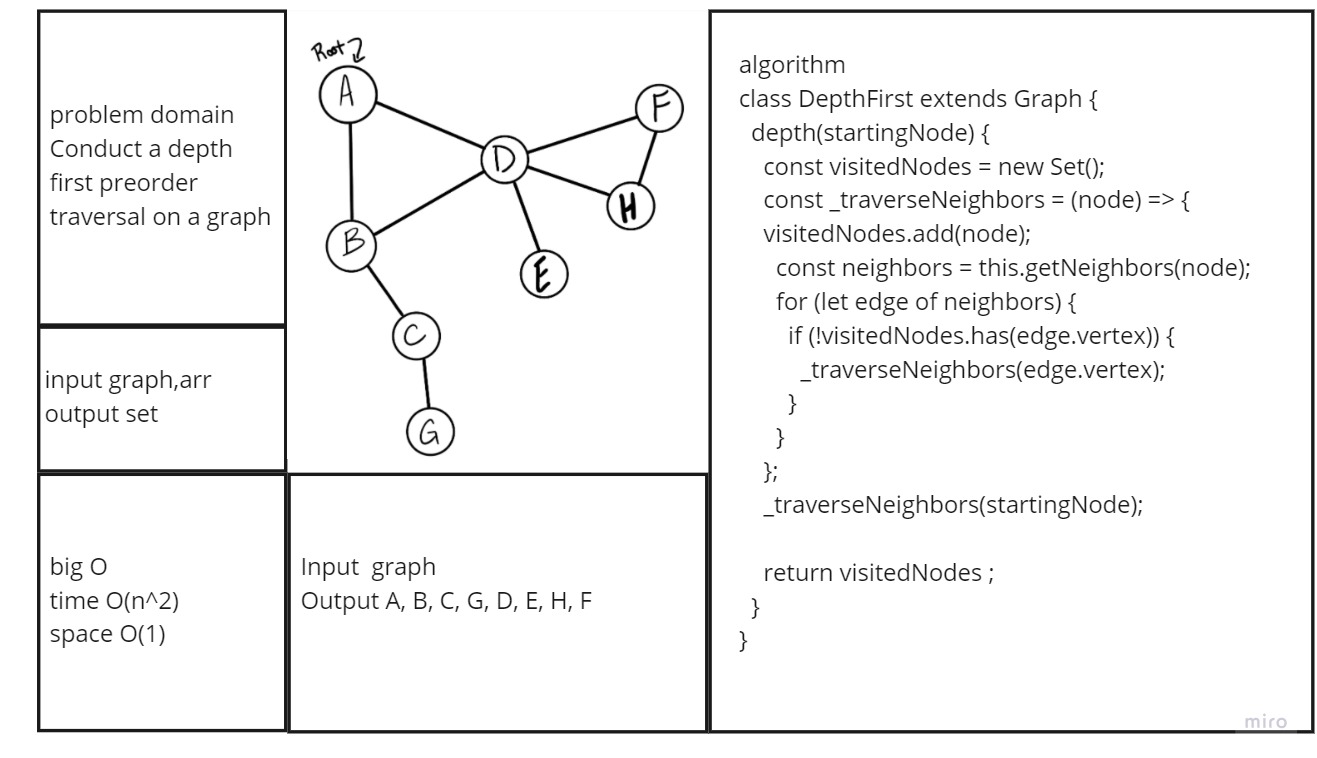 problem domain
Conduct a depth
first preorder
traversal on a graph
input graph,arr
output set
big O
time O(n^2)
space O(1)
Root
A
F
D
H
B
E
C
G
Input  graph
Output A, B, C, G, D, E, H, F
algorithm
class DepthFirst extends Graph {
depth(startingNode) {
const visitedNodes = new Set();
const _traverseNeighbors = (node) => {
visitedNodes.add(node);
const neighbors = this.getNeighbors(node);
for (let edge of neighbors) {
if (!visitedNodes.has(edge.vertex)) {
_traverseNeighbors(edge.vertex);
}
}
};
_traverseNeighbors(startingNode);
return visitedNodes ;
}
}
miro